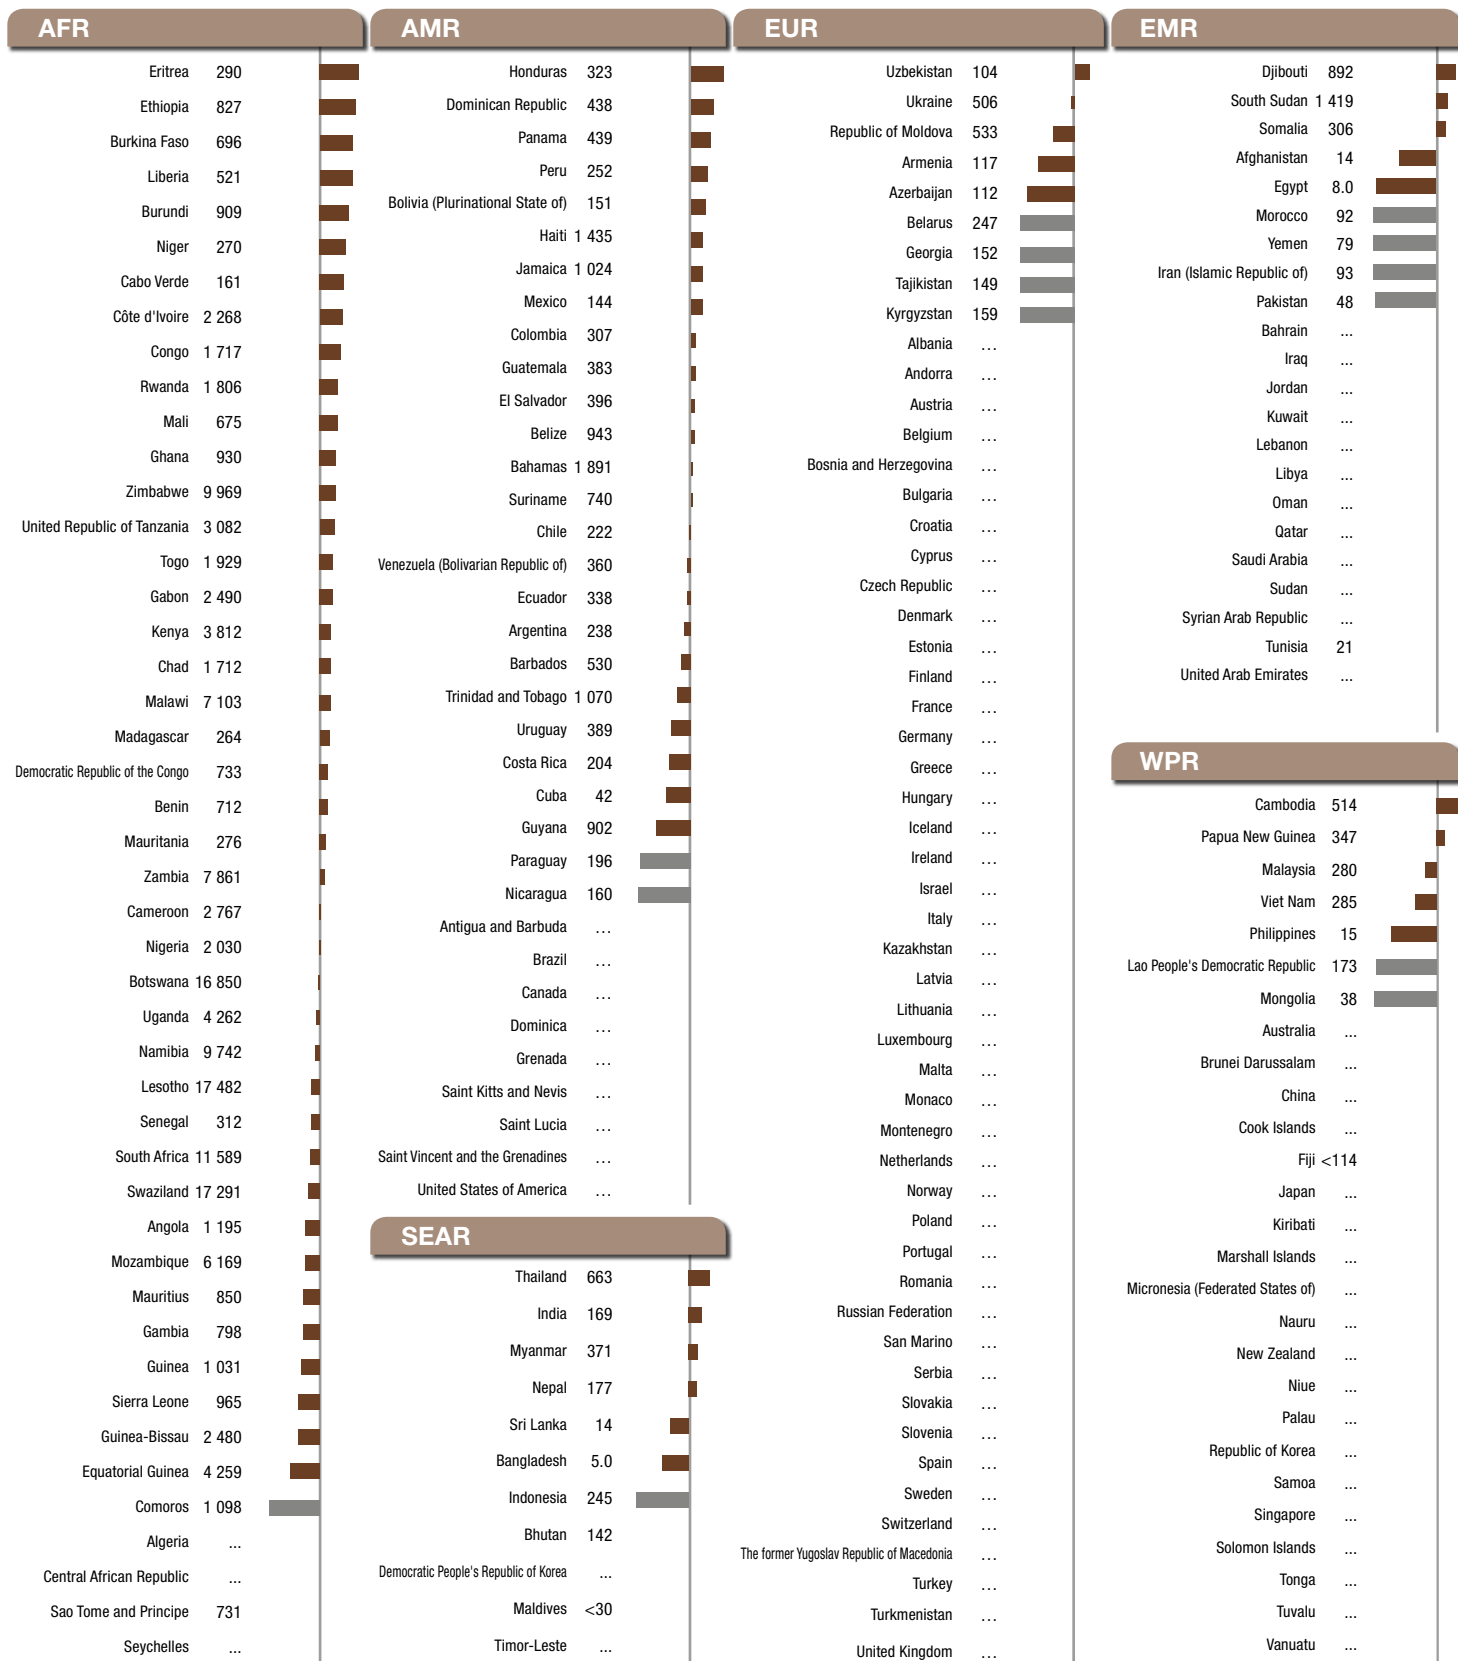 AFR
Eritrea 290
Ethiopia 827
Burkina Faso 696
Liberia 521
Burundi 909
Niger 270
Cabo Verde 161
Côte d'Ivoire 2 268
Congo 1 717
Rwanda 1 806
Mali 675
Ghana 930
Zimbabwe 9 969
United Republic of Tanzania 3 082
Togo 1 929
Gabon 2 490
Kenya 3 812
Chad 1 712
Malawi 7 103
Madagascar 264
Democratic Republic of the Congo 733
Benin 712
Mauritania 276
Zambia 7 861
Cameroon 2 767
Nigeria 2 030
Botswana 16 850
Uganda 4 262
Namibia 9 742
Lesotho 17 482
Senegal 312
South Africa 11 589
Swaziland 17 291
Angola 1 195
Mozambique 6 169
Mauritius 850
Gambia 798
Guinea 1 031
Sierra Leone 965
Guinea-Bissau 2 480
Equatorial Guinea 4 259
Comoros 1 098
Algeria ...
Central African Republic ...
Sao Tome and Principe 731
Seychelles ...
AMR
Honduras 323
Dominican Republic 438
Panama 439
Peru 252
Bolivia (Plurinational State of) 151
Haiti 1 435
Jamaica 1 024
Mexico 144
Colombia 307
Guatemala 383
El Salvador 396
Belize 943
Bahamas 1 891
Suriname 740
Chile 222
Venezuela (Bolivarian Republic of) 360
Ecuador 338
Argentina 238
Barbados 530
Trinidad and Tobago 1 070
Uruguay 389
Costa Rica 204
Cuba 42
Guyana 902
Paraguay 196
Nicaragua 160
Antigua and Barbuda ...
Brazil ...
Canada ...
Dominica ...
Grenada ...
Saint Kitts and Nevis ...
Saint Lucia ...
Saint Vincent and the Grenadines ...
United States of America ...
SEAR
Thailand 663
India 169
Myanmar 371
Nepal 177
Sri Lanka 14
Bangladesh 5.0
Indonesia 245
Bhutan 142
Democratic People's Republic of Korea ...
Maldives <30
Timor-Leste ...
EUR
Uzbekistan 104
Ukraine 506
Republic of Moldova 533
Armenia 117
Azerbaijan 112
Belarus 247
Georgia 152
Tajikistan 149
Kyrgyzstan 159
Albania ...
Andorra ...
Austria ...
Belgium ...
Bosnia and Herzegovina ...
Bulgaria ...
Croatia ...
Cyprus ...
Czech Republic ...
Denmark ...
Estonia ...
Finland ...
France ...
Germany ...
Greece ...
Hungary ...
Iceland ...
Ireland ...
Israel ...
Italy ...
Kazakhstan ...
Latvia ...
Lithuania ...
Luxembourg ...
Malta ...
Monaco ...
Montenegro ...
Netherlands ...
Norway ...
Poland ...
Portugal ...
Romania ...
Russian Federation ...
San Marino ...
Serbia ...
Slovakia ...
Slovenia ...
Spain ...
Sweden ...
Switzerland ...
The former Yugoslav Republic of Macedonia ...
Turkey ...
Turkmenistan ...
United Kingdom ...
EMR
Djibouti 892
South Sudan 1 419
Somalia 306
Afghanistan 14
Egypt 8.0
Morocco 92
Yemen 79
Iran (Islamic Republic of) 93
Pakistan 48
Bahrain ...
Iraq ...
Jordan ...
Kuwait ...
Lebanon ...
Libya ...
Oman ...
Qatar ...
Saudi Arabia ...
Sudan ...
Syrian Arab Republic ...
Tunisia 21
United Arab Emirates ...
WPR
Cambodia 514
Papua New Guinea 347
Malaysia 280
Viet Nam 285
Philippines 15
Lao People's Democratic Republic 173
Mongolia 38
Australia ...
Brunei Darussalam ...
China ...
Cook Islands ...
Fiji <114
Japan ...
Kiribati ...
Marshall Islands ...
Micronesia (Federated States of) ...
Nauru ...
New Zealand ...
Niue ...
Palau ...
Republic of Korea ...
Samoa ...
Singapore ...
Solomon Islands ...
Tonga ...
Tuvalu ...
Vanuatu ...